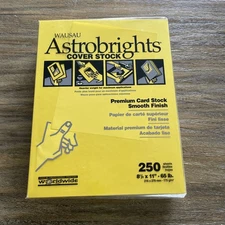 WAUSAU
Astrobrights
COVER STOCK
Premium Card Stock
Smooth Finish
Papier de carte supérieur
Fini lisse
Material premium de tarjeta
Acabado liso
250
8½ x 11" - 65 lb.
Worldwide